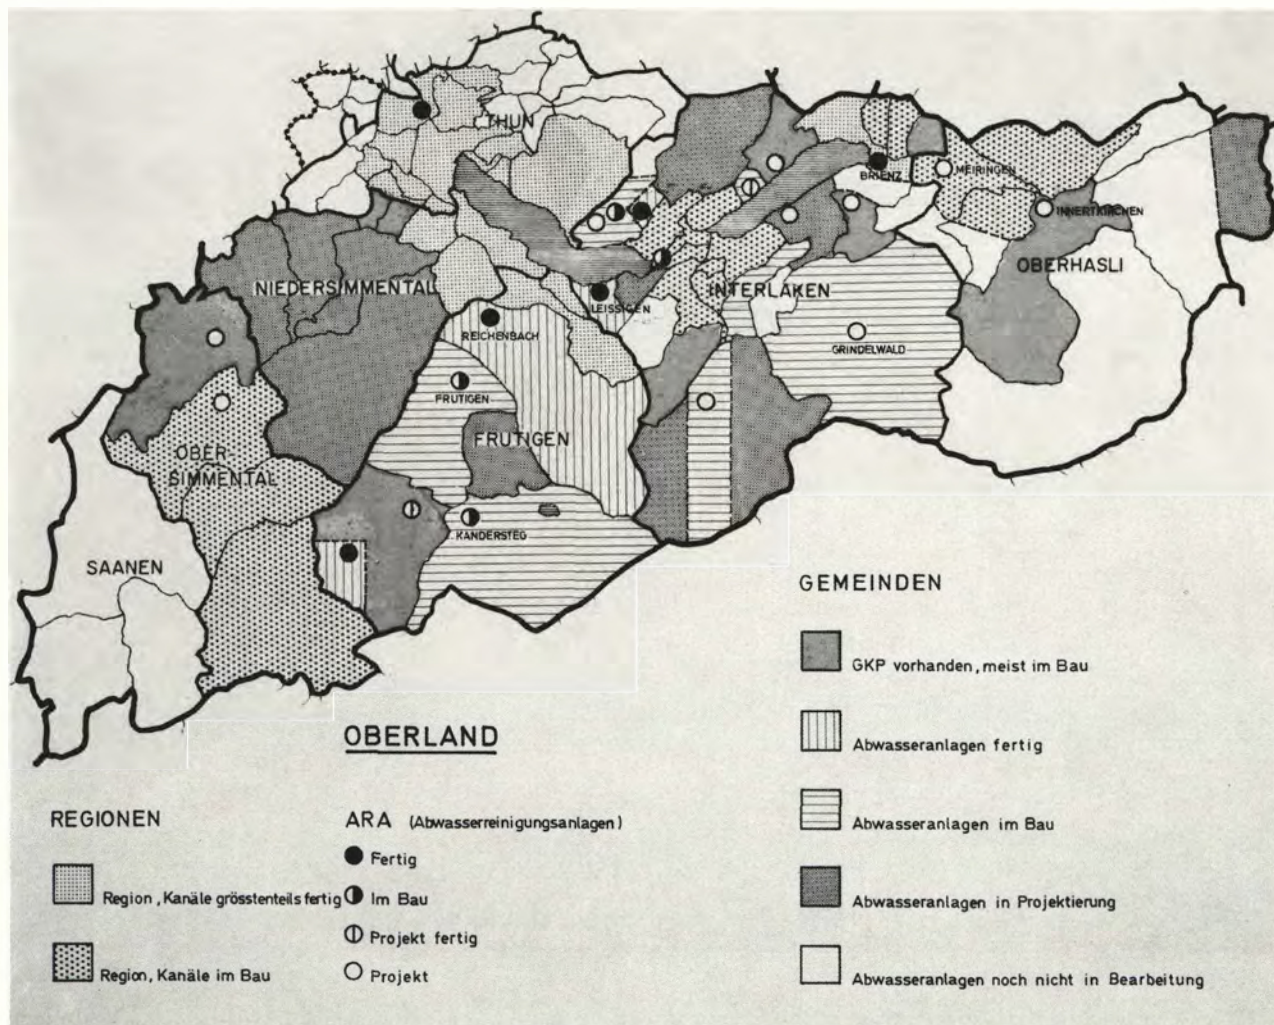 THUN
BRIENZ
MEIRINGEN
INNERTKIRCHEN
OBERHASLI
NIEDERSIMMENTAL
LEISSIGEN
INTERLAKEN
REICHENBACH
GRINDELWALD
FRUTIGEN
FRUTIGEN
OBER-
SIMMENTAL
KANDERSTEG
SAANEN
OBERLAND
REGIONEN
Region, Kanäle grösstenteils fertig
Region, Kanäle im Bau
ARA (Abwasserreinigungsanlagen)
Fertig
Im Bau
Projekt fertig
Projekt
GEMEINDEN
GKP vorhanden, meist im Bau
Abwasseranlagen fertig
Abwasseranlagen im Bau
Abwasseranlagen in Projektierung
Abwasseranlagen noch nicht in Bearbeitung